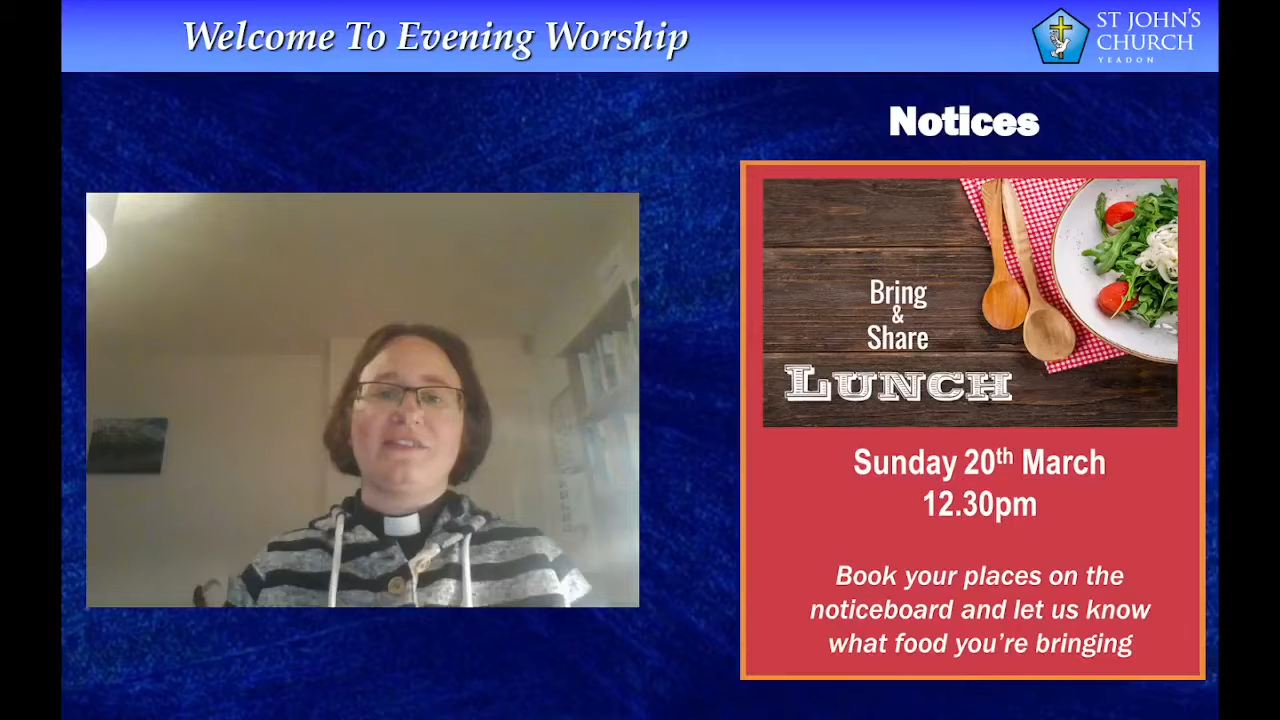 Welcome To Evening Worship
ST JOHN'S
CHURCH
YEADON
Notices
Bring
&
Share
LUNCH
Sunday 20th March
12.30pm
Book your places on the
noticeboard and let us know
what food you're bringing